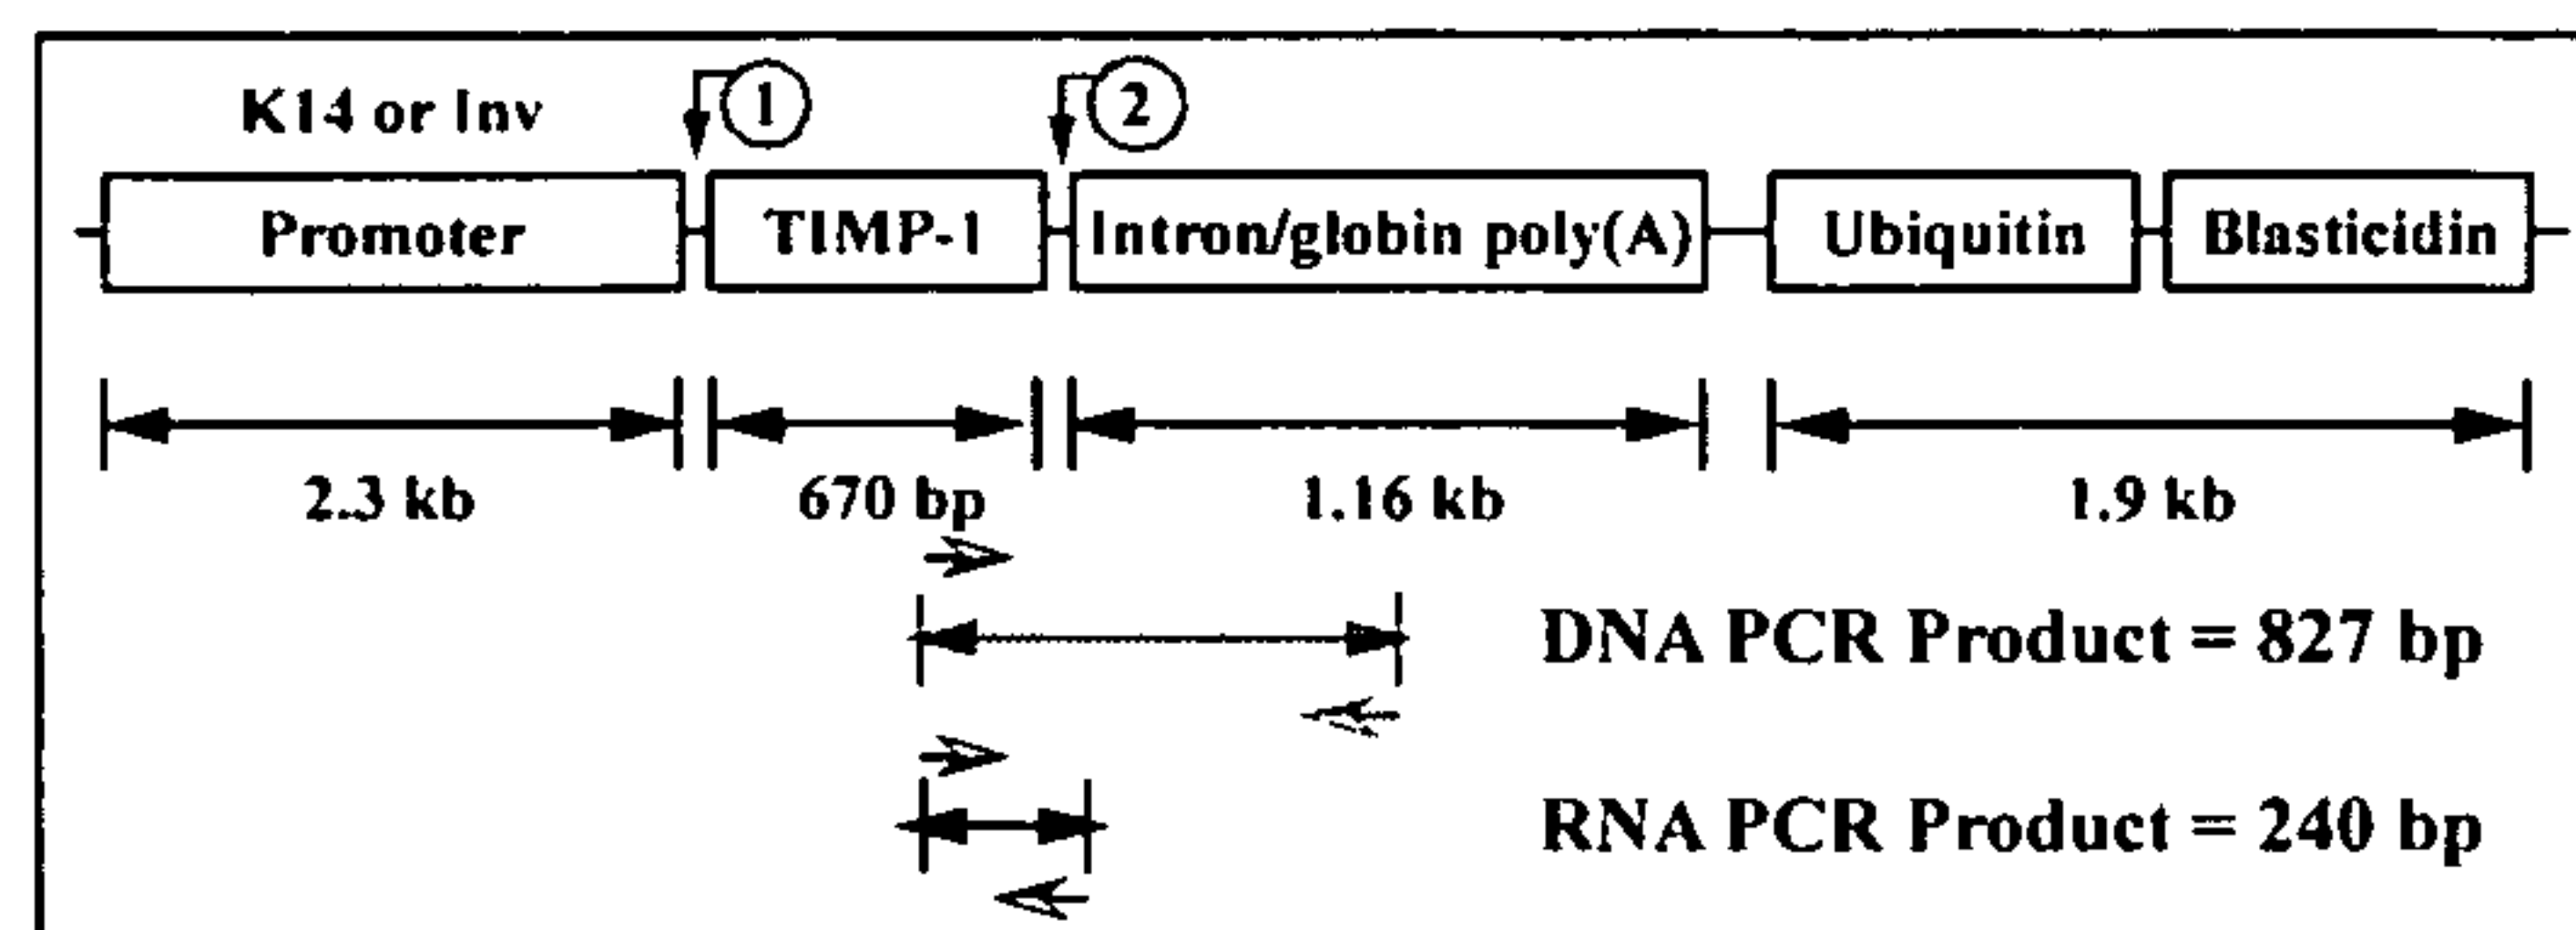 K14 or Inv 1 2
Promoter TIMP-1 Intron/globin poly(A) Ubiquitin Blasticidin
2.3 kb 670 bp 1.16 kb 1.9 kb
DNA PCR Product = 827 bp
RNA PCR Product = 240 bp